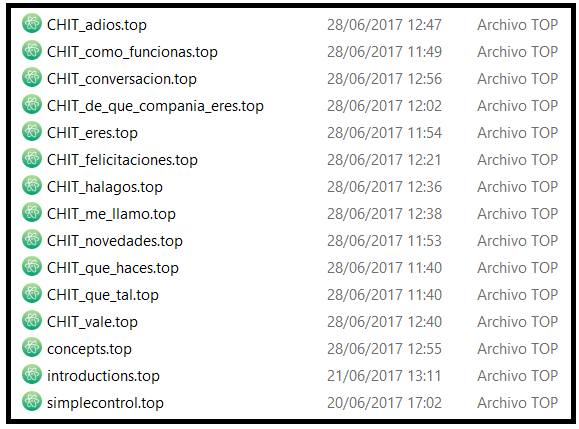 CHIT_adios.top 28/06/2017 12:47 Archivo TOP
CHIT_como_funcionas.top 28/06/2017 11:49 Archivo TOP
CHIT_conversacion.top 28/06/2017 12:56 Archivo TOP
CHIT_de_que_compania_eres.top 28/06/2017 12:02 Archivo TOP
CHIT_eres.top 28/06/2017 11:54 Archivo TOP
CHIT_felicitaciones.top 28/06/2017 12:21 Archivo TOP
CHIT_halagos.top 28/06/2017 12:36 Archivo TOP
CHIT_me_llamo.top 28/06/2017 12:38 Archivo TOP
CHIT_novedades.top 28/06/2017 11:53 Archivo TOP
CHIT_que_haces.top 28/06/2017 11:40 Archivo TOP
CHIT_que_tal.top 28/06/2017 11:40 Archivo TOP
CHIT_vale.top 28/06/2017 12:40 Archivo TOP
concepts.top 28/06/2017 12:55 Archivo TOP
introductions.top 21/06/2017 13:11 Archivo TOP
simplecontrol.top 20/06/2017 17:02 Archivo TOP